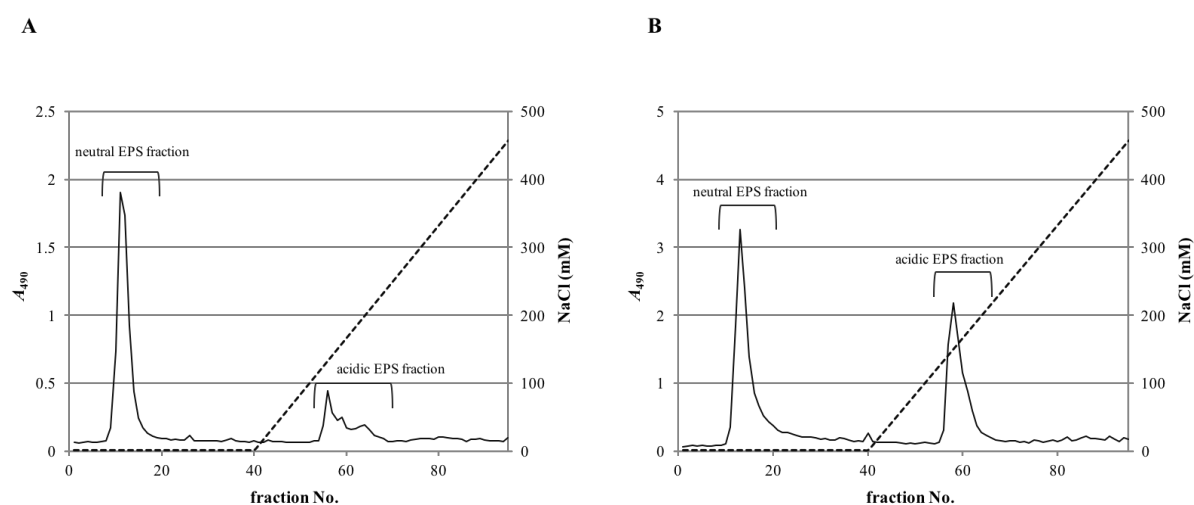 A
2.5
2
1.5
1
0.5
0
500
400
300
200
100
0
0
20
40
60
80
A490
NaCl (mM)
fraction No.
neutral EPS fraction
acidic EPS fraction
B
5
4
3
2
1
0
500
400
300
200
100
0
0
20
40
60
80
A490
NaCl (mM)
fraction No.
neutral EPS fraction
acidic EPS fraction